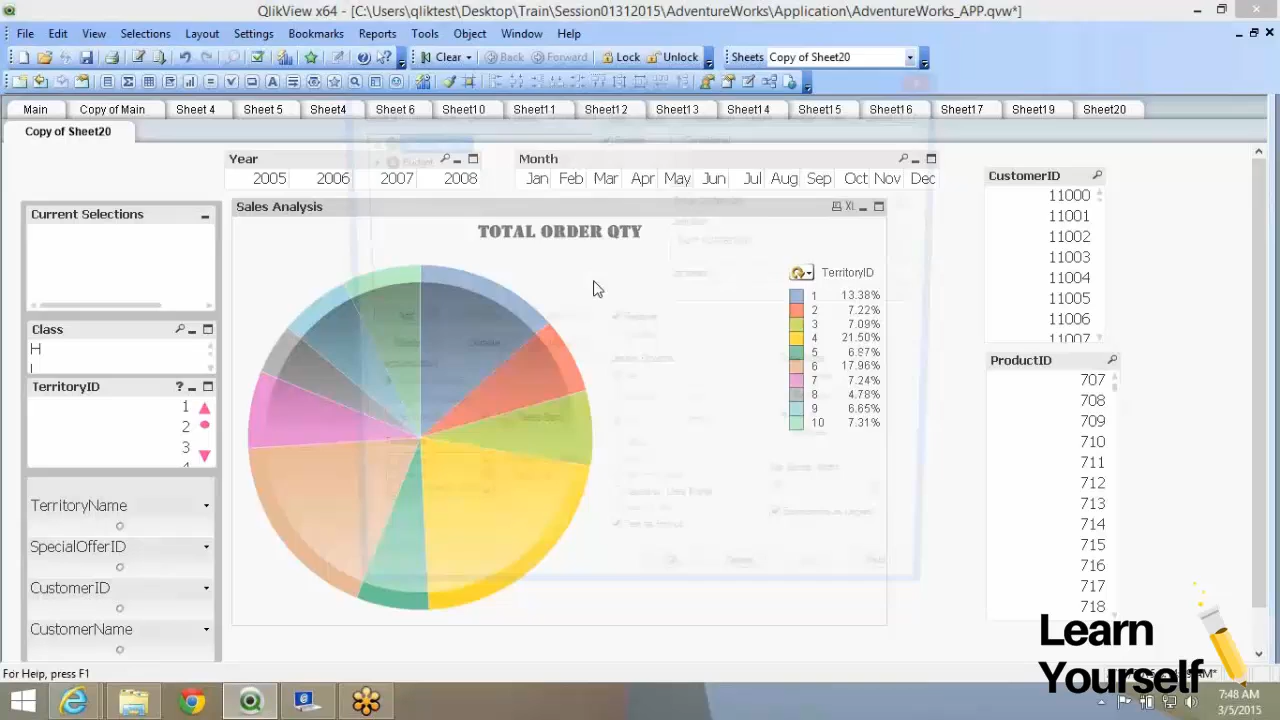 QlikView x64 - [C:\Users\qliktest\Desktop\Train\Session01312015\AdventureWorks\Application\AdventureWorks_APP.qvw*]
File Edit View Selections Layout Settings Bookmarks Reports Tools Object Window Help
Clear Back Forward Lock Unlock Sheets Copy of Sheet20
Main Copy of Main Sheet 4 Sheet 5 Sheet4 Sheet 6 Sheet10 Sheet11 Sheet12 Sheet13 Sheet14 Sheet15 Sheet16 Sheet17 Sheet19 Sheet20
Copy of Sheet20
Year
2005 2006 2007 2008
Month
Jan Feb Mar Apr May Jun Jul Aug Sep Oct Nov Dec
Current Selections
Class
H
TerritoryID
1
2
3
TerritoryName
SpecialOfferID
CustomerID
CustomerName
Sales Analysis
XL
TOTAL ORDER QTY
TerritoryID
1 13.38%
2 7.22%
3 7.09%
4 21.50%
5 6.97%
6 17.96%
7 7.24%
8 4.78%
9 6.65%
10 7.31%
CustomerID
11000
11001
11002
11003
11004
11005
11006
11007
ProductID
707
708
709
710
711
712
713
714
715
716
717
718
Learn
Yourself
For Help, press F1
7:48 AM
3/5/2015